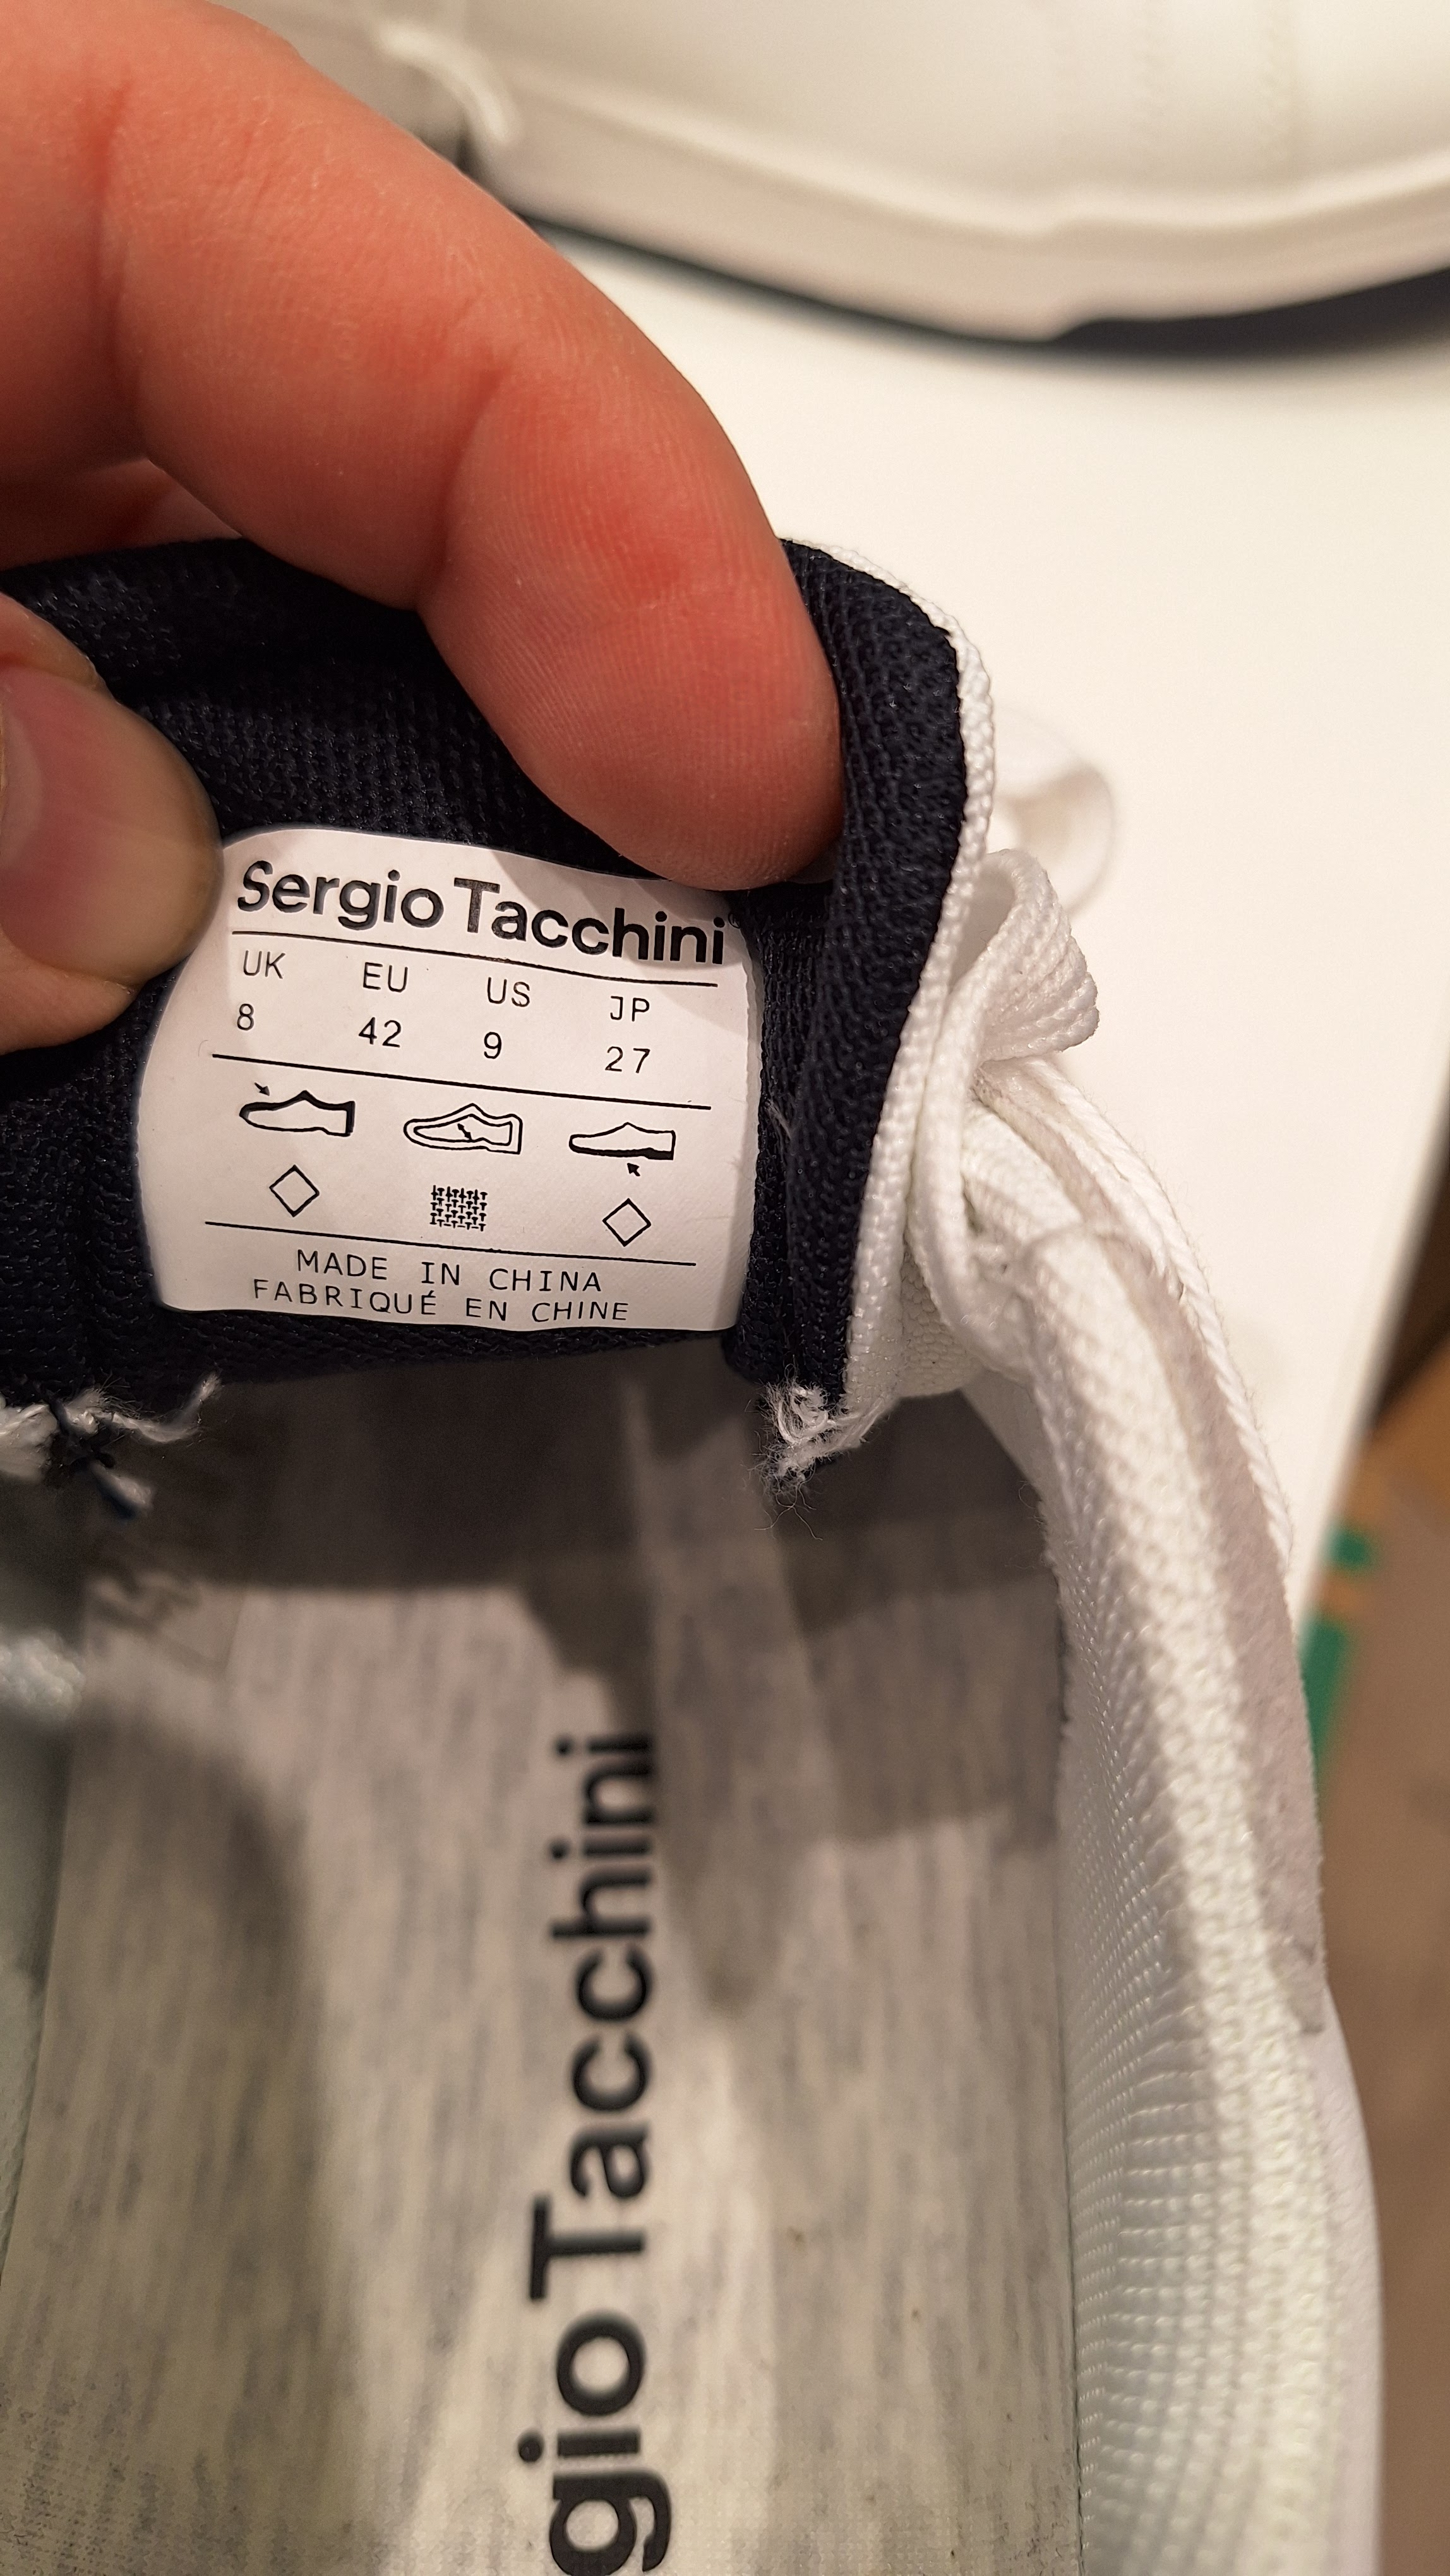 Sergio Tacchini®
UK EU US JP
8 42 9 27
MADE IN CHINA
FABRIQUÉ EN CHINE
gio Tacchini